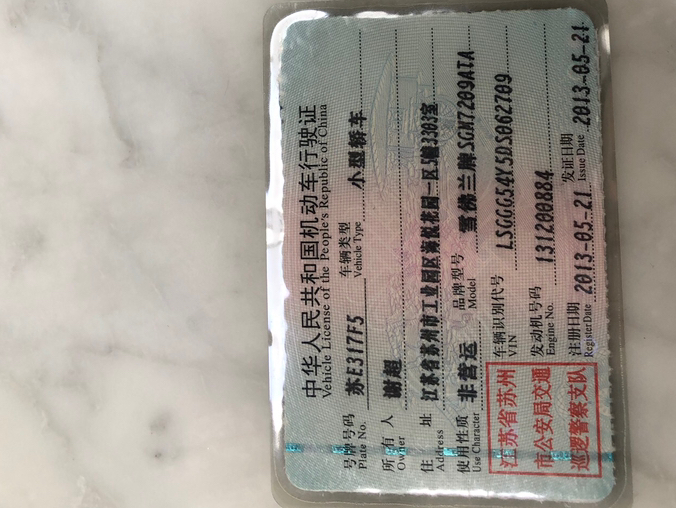 中华人民共和国机动车行驶证
Vehicle License of the People's Republic of China
号牌号码 苏E317F5 车辆类型 小型轿车
Plate No. Vehicle Type
所有人 谢超
Owner
住址 江苏省苏州市工业园区海悦花园一区5幢3303室
Address
使用性质 非营运 品牌型号 雪佛兰牌SGM7209ATA
Use Character Model
车辆识别代号 LSGGG54Y5DS062709
VIN
发动机号码 131200884
Engine No.
注册日期 2013-05-21 发证日期 2013-05-21
Register Date Issue Date
江苏省苏州
市公安局交通
巡逻警察支队